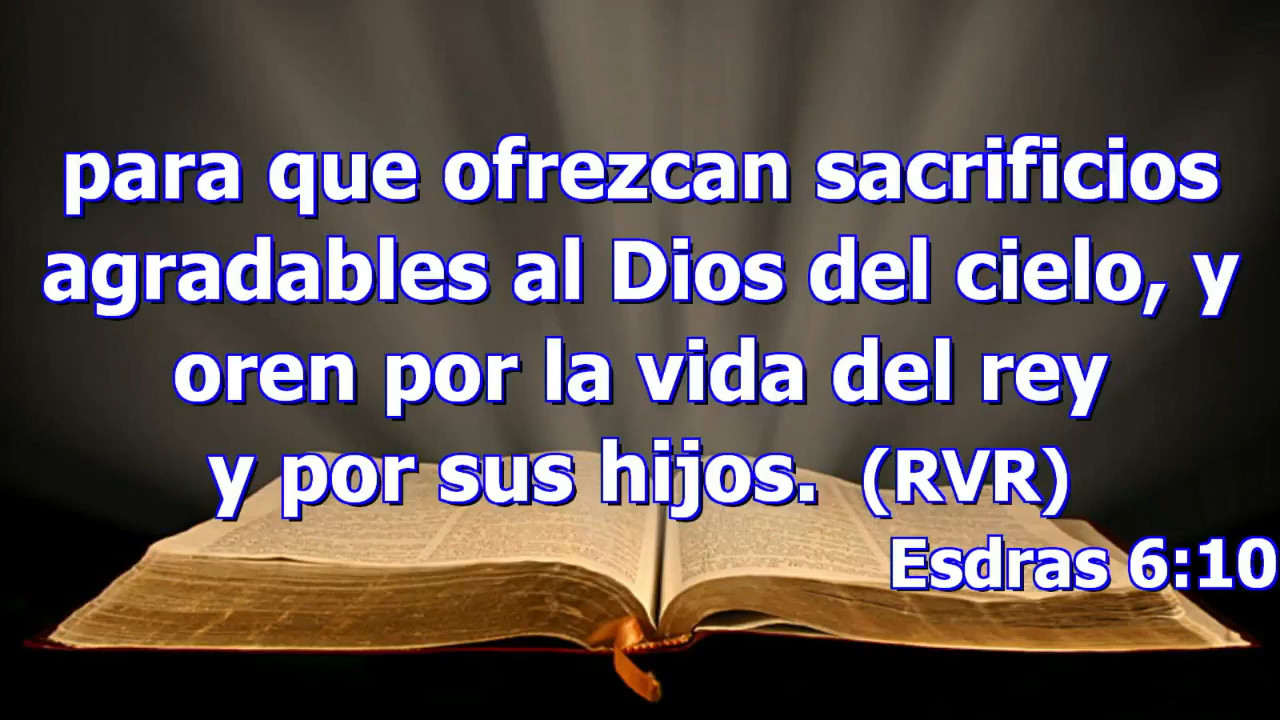 para que ofrezcan sacrificios
agradables al Dios del cielo, y
oren por la vida del rey
y por sus hijos. (RVR)
Esdras 6:10